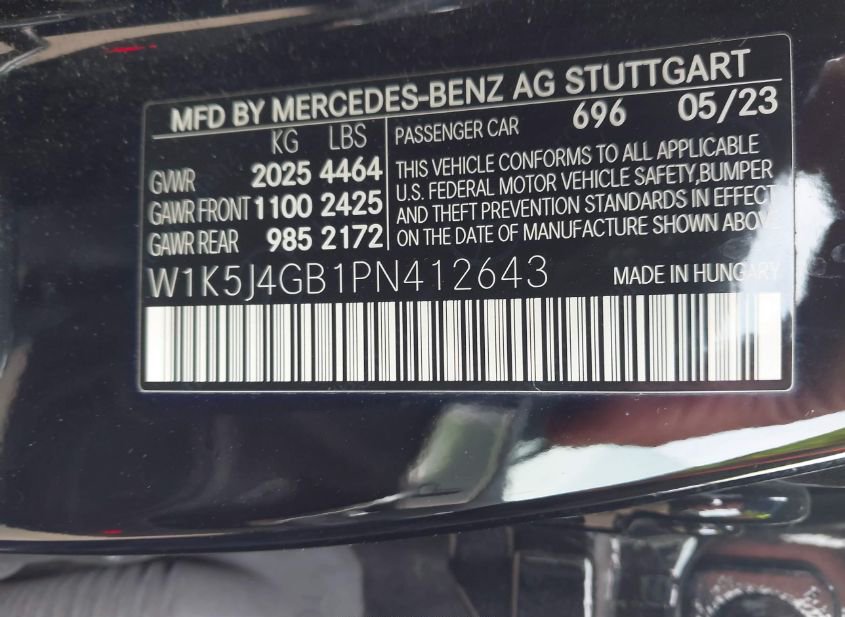 MFD BY MERCEDES-BENZ AG STUTTGART
KG LBS
GVWR 2025 4464
GAWR FRONT 1100 2425
GAWR REAR 985 2172
PASSENGER CAR 696 05/23
THIS VEHICLE CONFORMS TO ALL APPLICABLE
U.S. FEDERAL MOTOR VEHICLE SAFETY,BUMPER
AND THEFT PREVENTION STANDARDS IN EFFECT
ON THE DATE OF MANUFACTURE SHOWN ABOVE
W1K5J4GB1PN412643
MADE IN HUNGARY